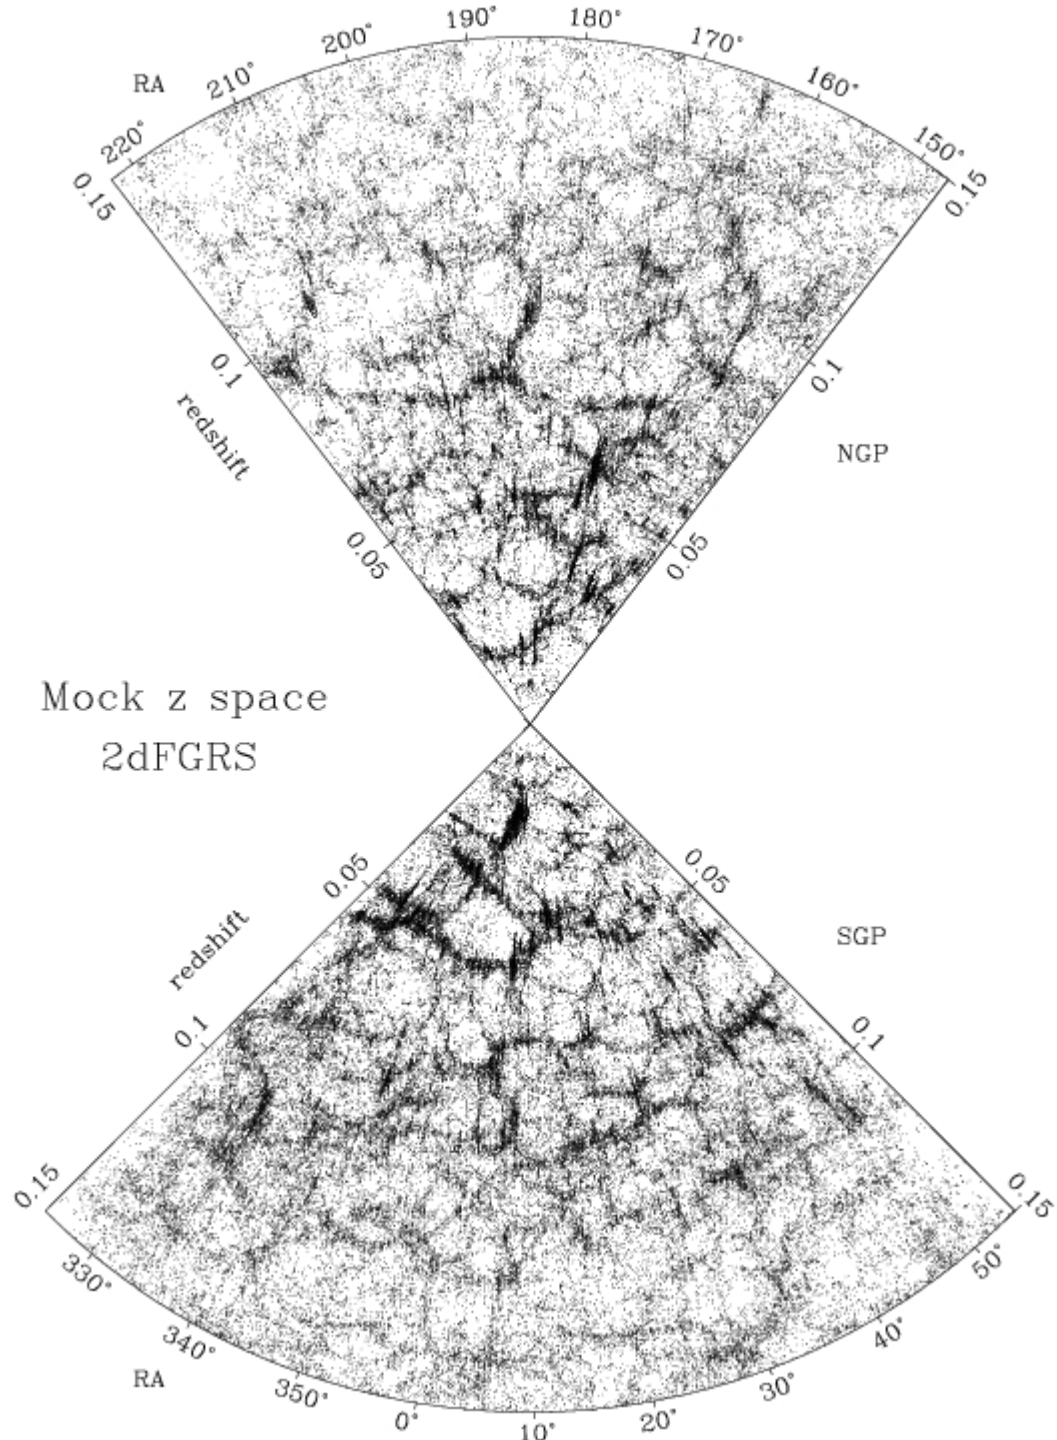 190° 180°
200° 170°
RA 210° 160°
220° 150°
0.15 0.15
0.1 0.1
redshift NGP
0.05 0.05
Mock z space
2dFGRS
0.05 0.05
redshift SGP
0.1 0.1
0.15 0.15
330° 50°
340° 40°
RA 350° 30°
0° 10° 20°